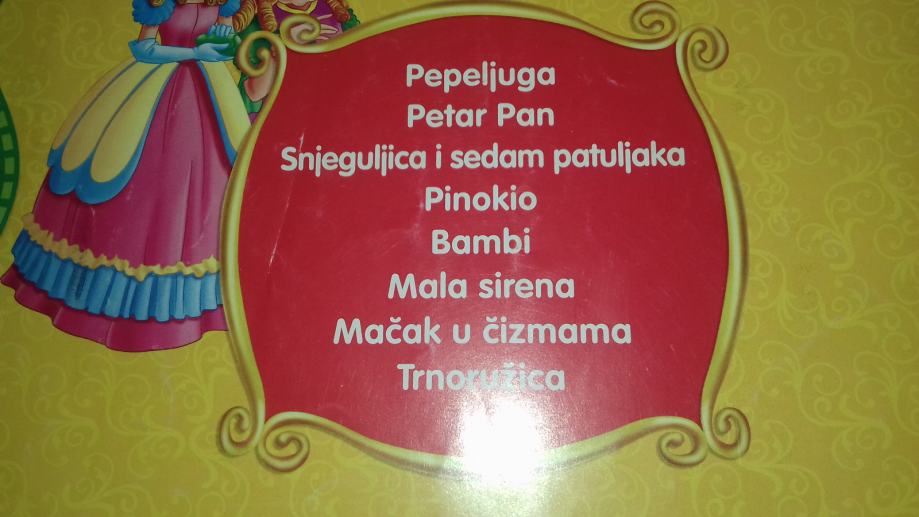 Pepeljuga
Petar Pan
Snjeguljica i sedam patuljaka
Pinokio
Bambi
Mala sirena
Mačak u čizmama
Trnoružica